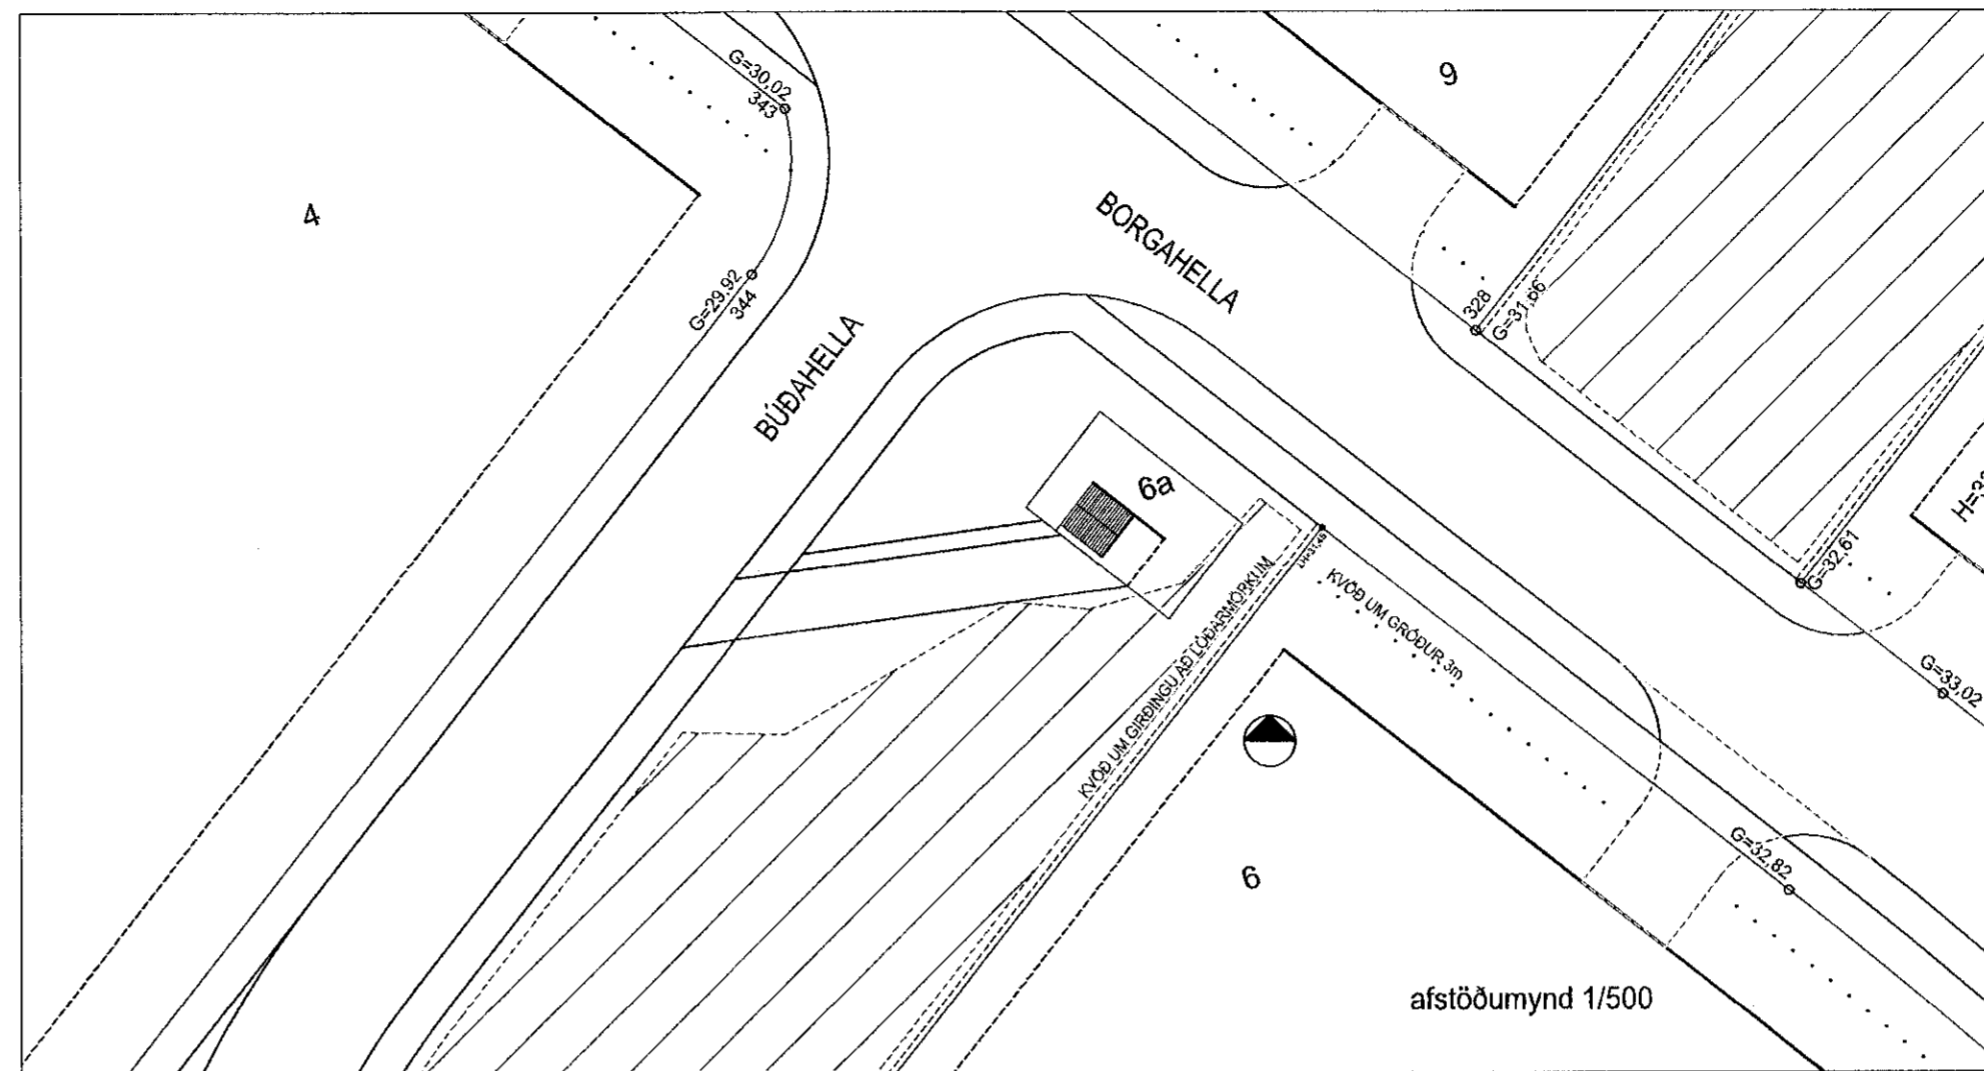 G=30,02
343
9
4
BORGAHELLA
G=29,92
344
328
G=31,66
BÚÐAHELLA
6a
G=32,61
KVÖÐ UM GIRÐINGU AÐ LÓÐARMÖRKUM
KVÖÐ UM GRÓÐUR 3m
G=33,02
G=32,82
6
afstöðumynd 1/500